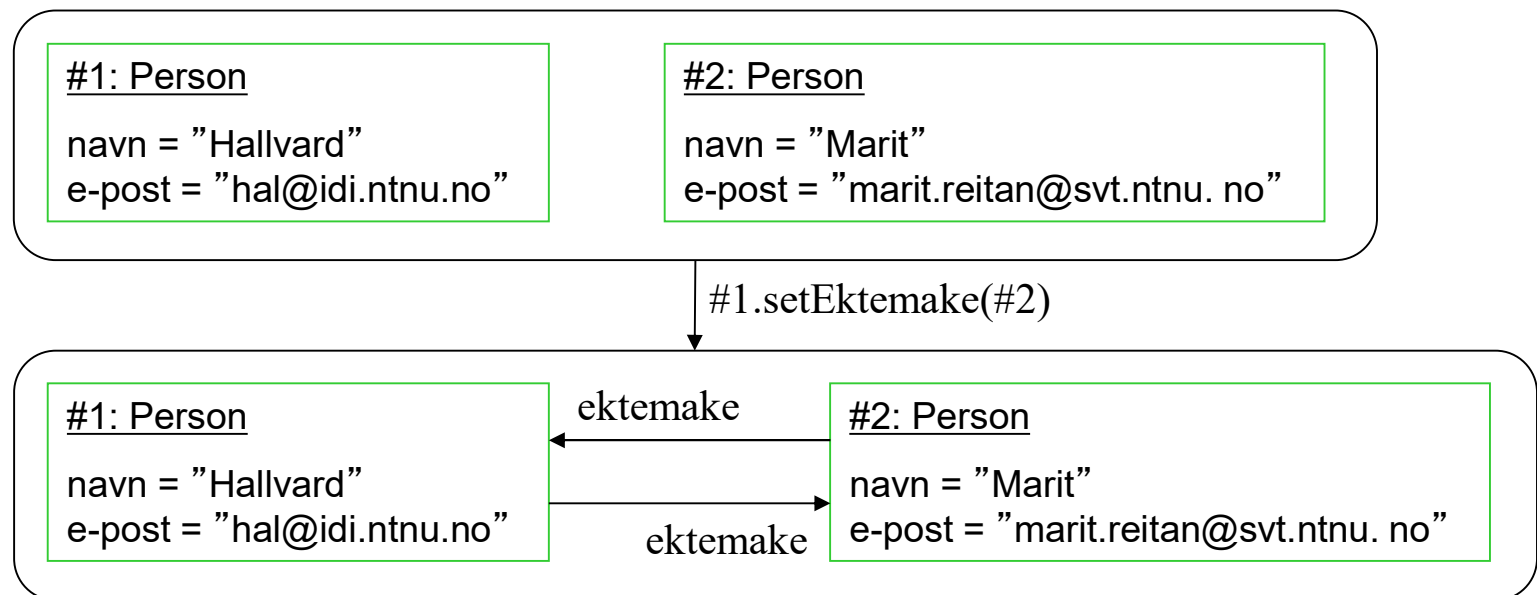 #1: Person
navn = ”Hallvard”
e-post = ”hal@idi.ntnu.no”
#2: Person
navn = ”Marit”
e-post = ”marit.reitan@svt.ntnu. no”
#1.setEktemake(#2)
#1: Person
navn = ”Hallvard”
e-post = ”hal@idi.ntnu.no”
ektemake
ektemake
#2: Person
navn = ”Marit”
e-post = ”marit.reitan@svt.ntnu. no”